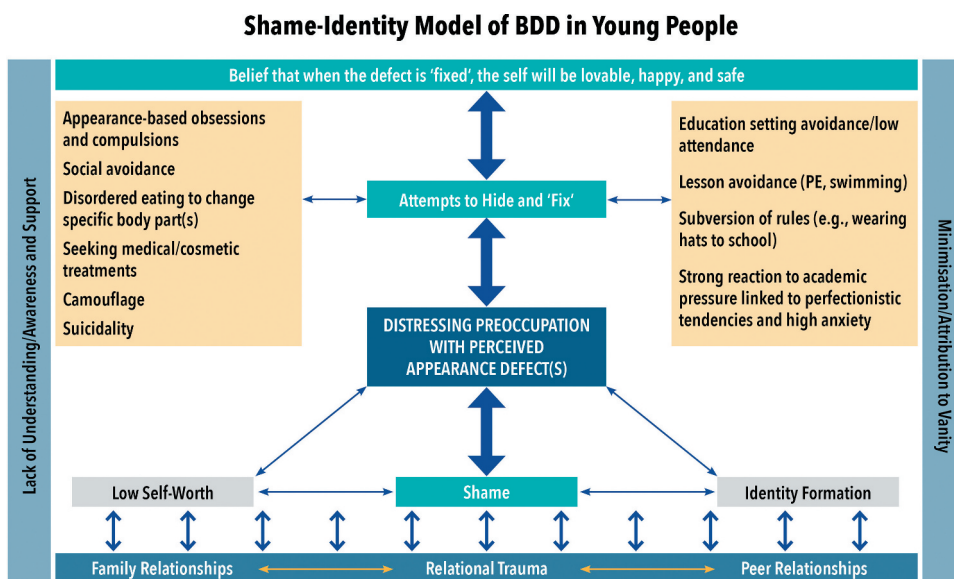 Shame-Identity Model of BDD in Young People
Belief that when the defect is 'fixed', the self will be lovable, happy, and safe
Lack of Understanding/Awareness and Support
Appearance-based obsessions
and compulsions
Social avoidance
Disordered eating to change
specific body part(s)
Seeking medical/cosmetic
treatments
Camouflage
Suicidality
Attempts to Hide and 'Fix'
Education setting avoidance/low
attendance
Lesson avoidance (PE, swimming)
Subversion of rules (e.g., wearing
hats to school)
Strong reaction to academic
pressure linked to perfectionistic
tendencies and high anxiety
Minimisation/Attribution to Vanity
DISTRESSING PREOCCUPATION
WITH PERCEIVED
APPEARANCE DEFECT(S)
Low Self-Worth
Shame
Identity Formation
Family Relationships
Relational Trauma
Peer Relationships